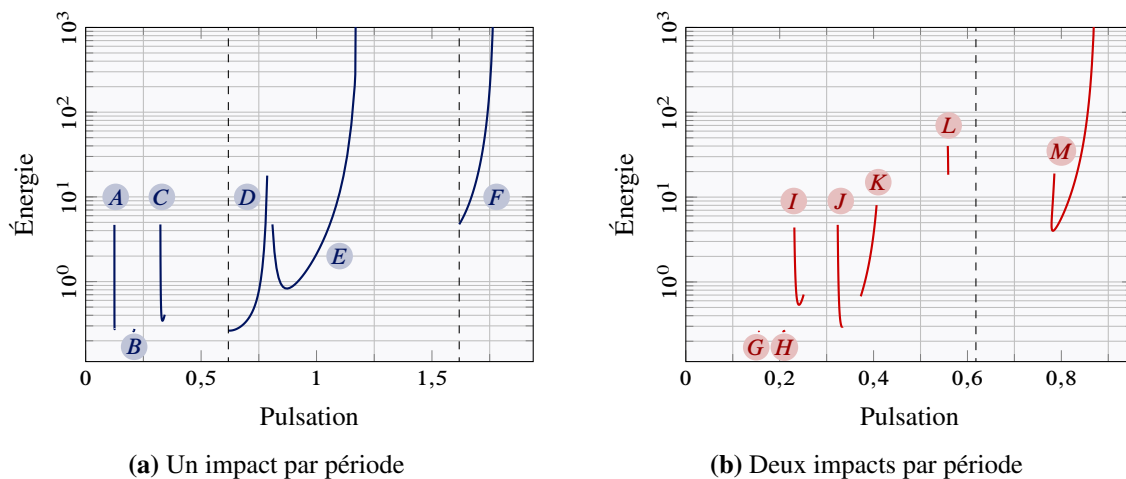 10³
10²
10¹
10⁰
Énergie
A
B
C
D
E
F
0
0,5
1
1,5
Pulsation
(a) Un impact par période
10³
10²
10¹
10⁰
Énergie
G
H
I
J
K
L
M
0
0,2
0,4
0,6
0,8
Pulsation
(b) Deux impacts par période